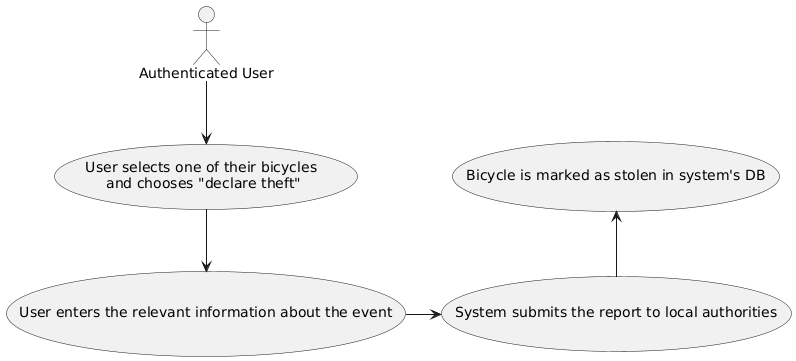 Authenticated User
User selects one of their bicycles
and chooses "declare theft"
User enters the relevant information about the event
System submits the report to local authorities
Bicycle is marked as stolen in system's DB